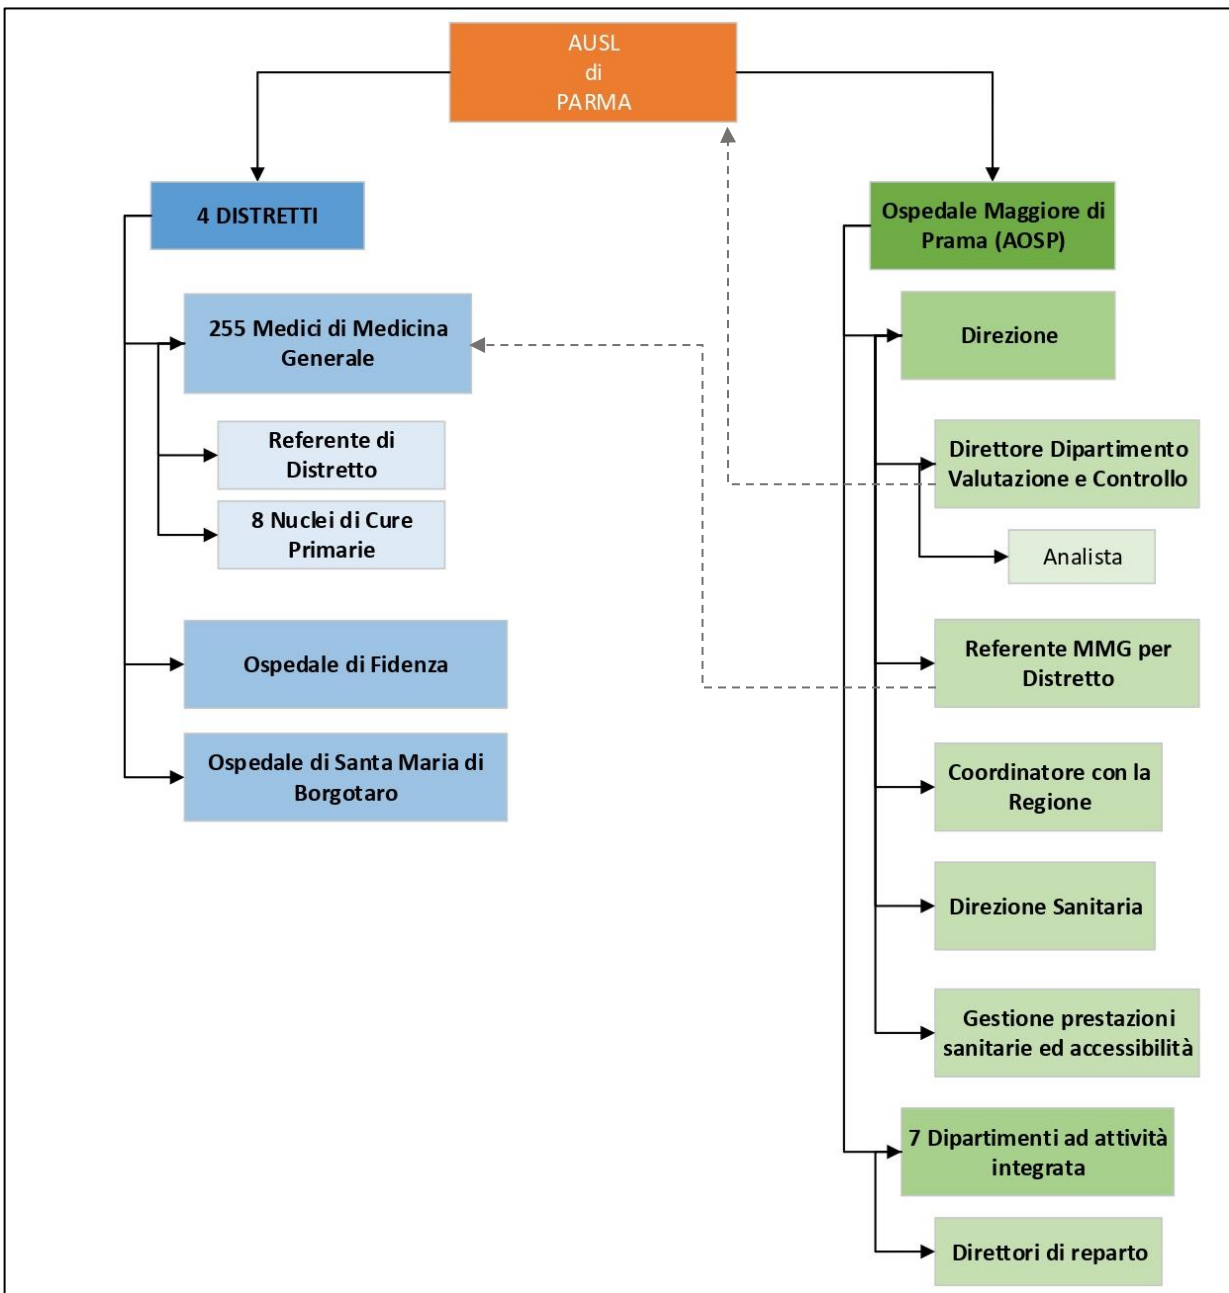 AUSL
di
PARMA
4 DISTRETTI
255 Medici di Medicina
Generale
Referente di
Distretto
8 Nuclei di Cure
Primarie
Ospedale di Fidenza
Ospedale di Santa Maria di
Borgotaro
Ospedale Maggiore di
Prama (AOSP)
Direzione
Direttore Dipartimento
Valutazione e Controllo
Analista
Referente MMG per
Distretto
Coordinatore con la
Regione
Direzione Sanitaria
Gestione prestazioni
sanitarie ed accessibilità
7 Dipartimenti ad attività
integrata
Direttori di reparto